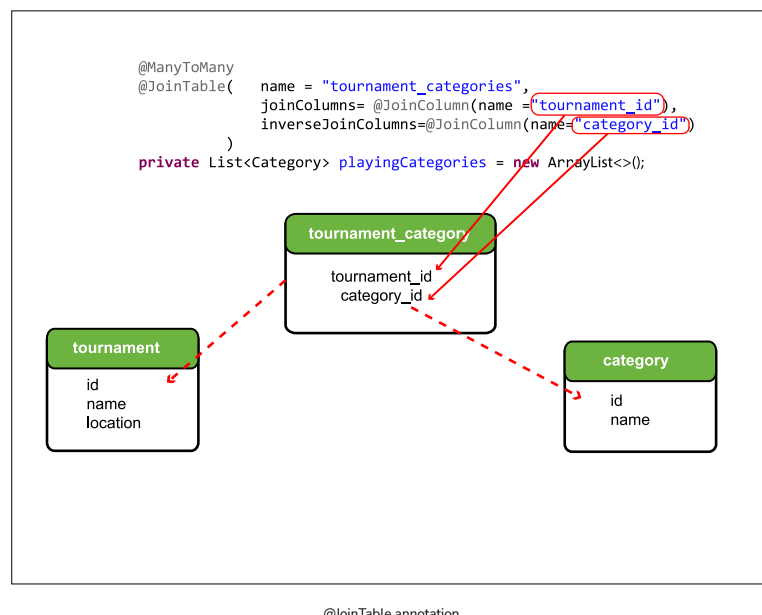 @ManyToMany
@JoinTable( name = "tournament_categories",
joinColumns= @JoinColumn(name ="tournament_id"),
inverseJoinColumns=@JoinColumn(name="category_id")
)
private List<Category> playingCategories = new ArrayList<>();
tournament_category
tournament_id
category_id
tournament
id
name
location
category
id
name
@JoinTable annotation